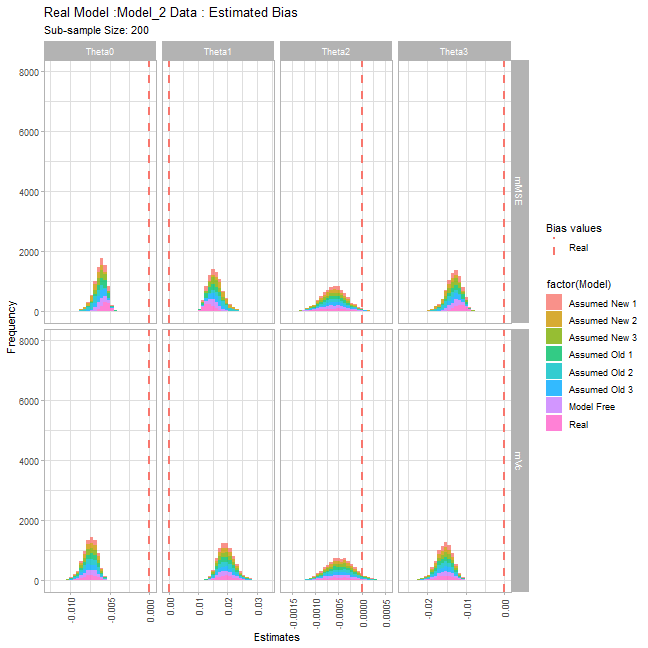 Real Model :Model_2 Data : Estimated Bias
Sub-sample Size: 200
Theta0 Theta1 Theta2 Theta3
8000
6000
4000
2000
0
mMSE
8000
6000
4000
2000
0
mVc
Frequency
-0.010 -0.005 0.000 0.00 0.01 0.02 0.03 -0.0015 -0.0010 -0.0005 0.0000 0.0005 -0.02 -0.01 0.00
Estimates
Bias values
Real
factor(Model)
Assumed New 1
Assumed New 2
Assumed New 3
Assumed Old 1
Assumed Old 2
Assumed Old 3
Model Free
Real